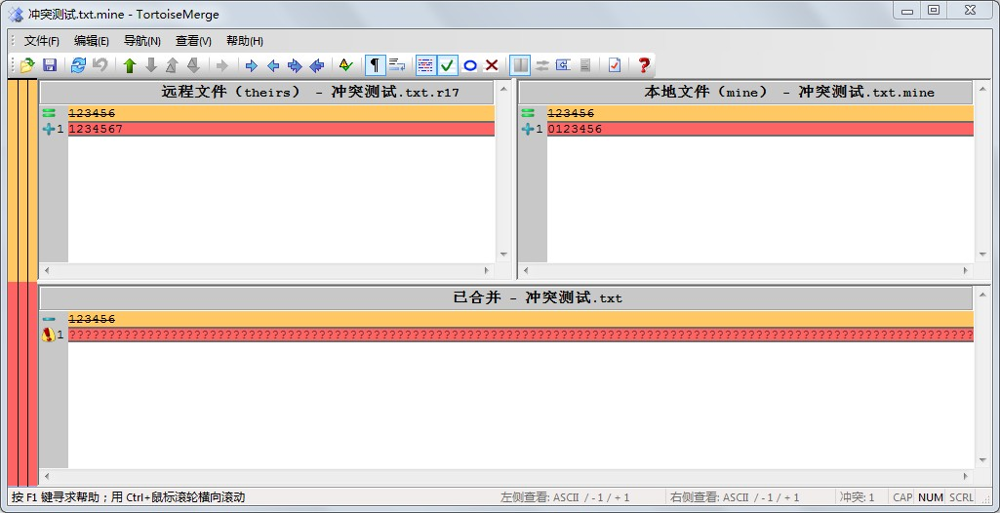 冲突测试.txt.mine - TortoiseMerge
文件(F) 编辑(E) 导航(N) 查看(V) 帮助(H)
远程文件（theirs） - 冲突测试.txt.r17
123456
1 1234567
本地文件（mine） - 冲突测试.txt.mine
123456
1 0123456
已合并 - 冲突测试.txt
123456
1 ????????????????????????????????????????????????????????????????????????????????????????????????????????????????????
按 F1 键寻求帮助；用 Ctrl+鼠标滚轮横向滚动 左侧查看: ASCII / - 1 / + 1 右侧查看: ASCII / - 1 / + 1 冲突: 1 CAP NUM SCRL